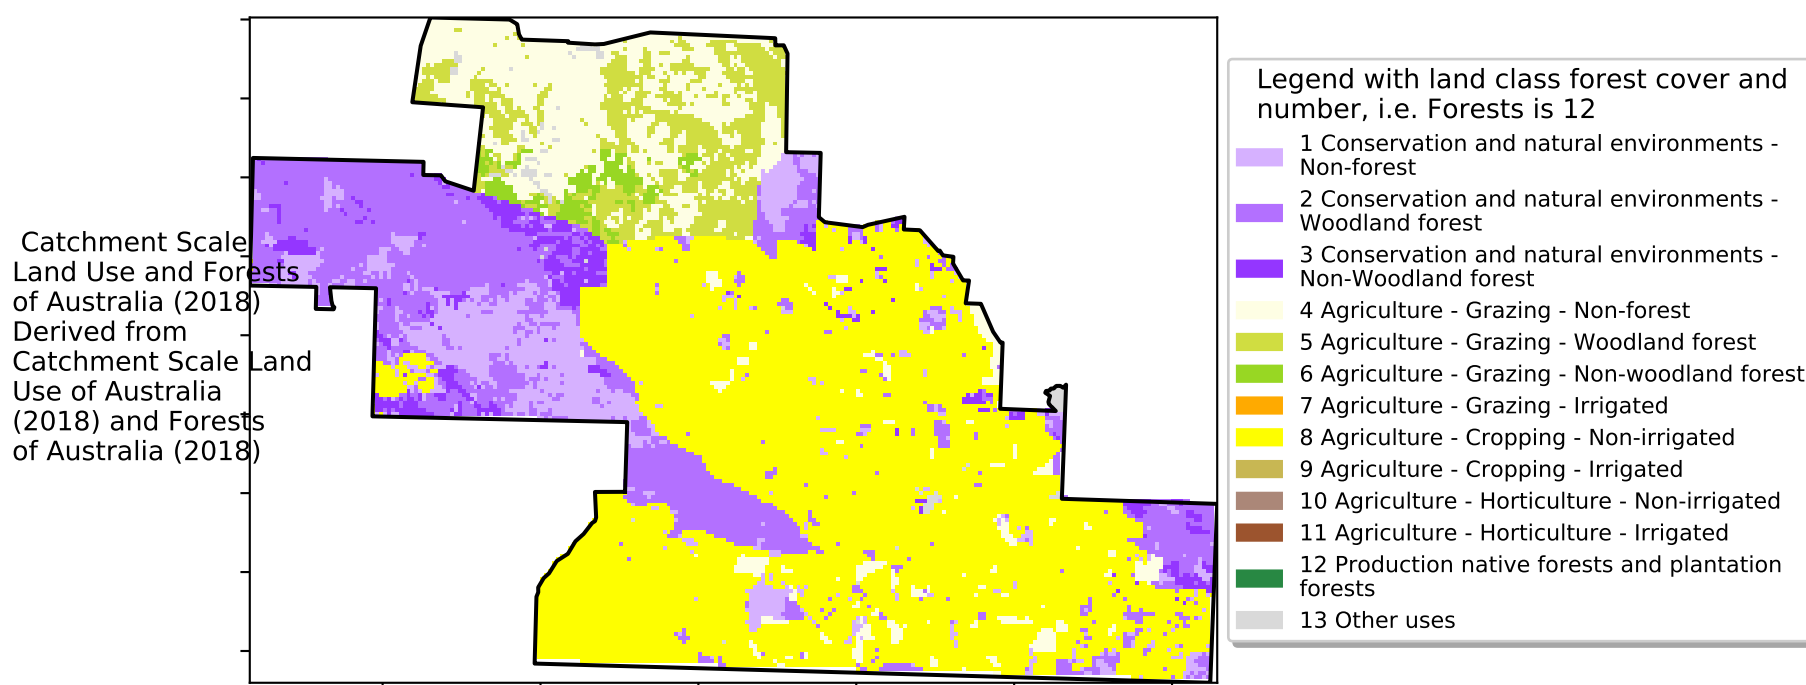 Catchment Scale
Land Use and Forests
of Australia (2018)
Derived from
Catchment Scale Land
Use of Australia
(2018) and Forests
of Australia (2018)
Legend with land class forest cover and
number, i.e. Forests is 12
1 Conservation and natural environments -
Non-forest
2 Conservation and natural environments -
Woodland forest
3 Conservation and natural environments -
Non-Woodland forest
4 Agriculture - Grazing - Non-forest
5 Agriculture - Grazing - Woodland forest
6 Agriculture - Grazing - Non-woodland forest
7 Agriculture - Grazing - Irrigated
8 Agriculture - Cropping - Non-irrigated
9 Agriculture - Cropping - Irrigated
10 Agriculture - Horticulture - Non-irrigated
11 Agriculture - Horticulture - Irrigated
12 Production native forests and plantation
forests
13 Other uses